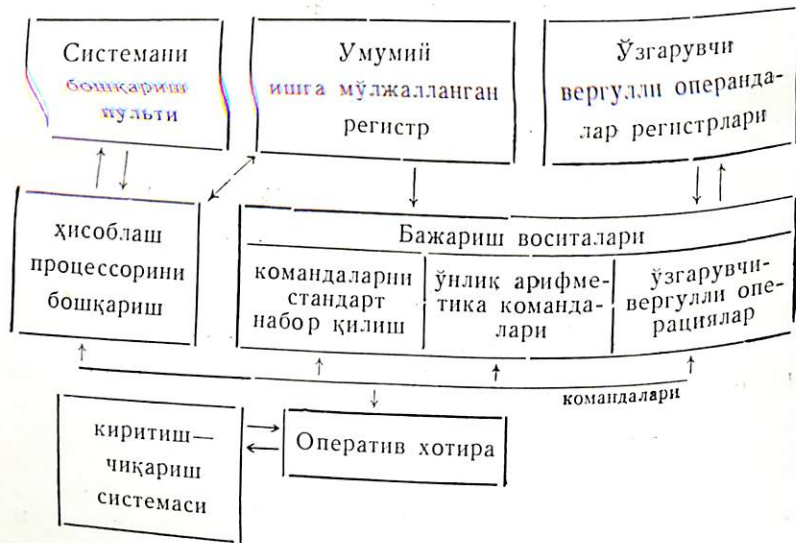 Системани
бошқариш
пульти
Умумий
ишга мўлжалланган
регистр
Ўзгарувчи
вергулли операнда-
лар регистрлари
ҳисоблаш
процессорини
бошқариш
Бажариш воситалари
командаларни
стандарт
набор қилиш
ўнлиқ арифме-
тика команда-
лари
ўзгарувчи-
вергулли опе-
рациялар
командалари
киритиш—
чиқариш
системаси
Оператив хотира